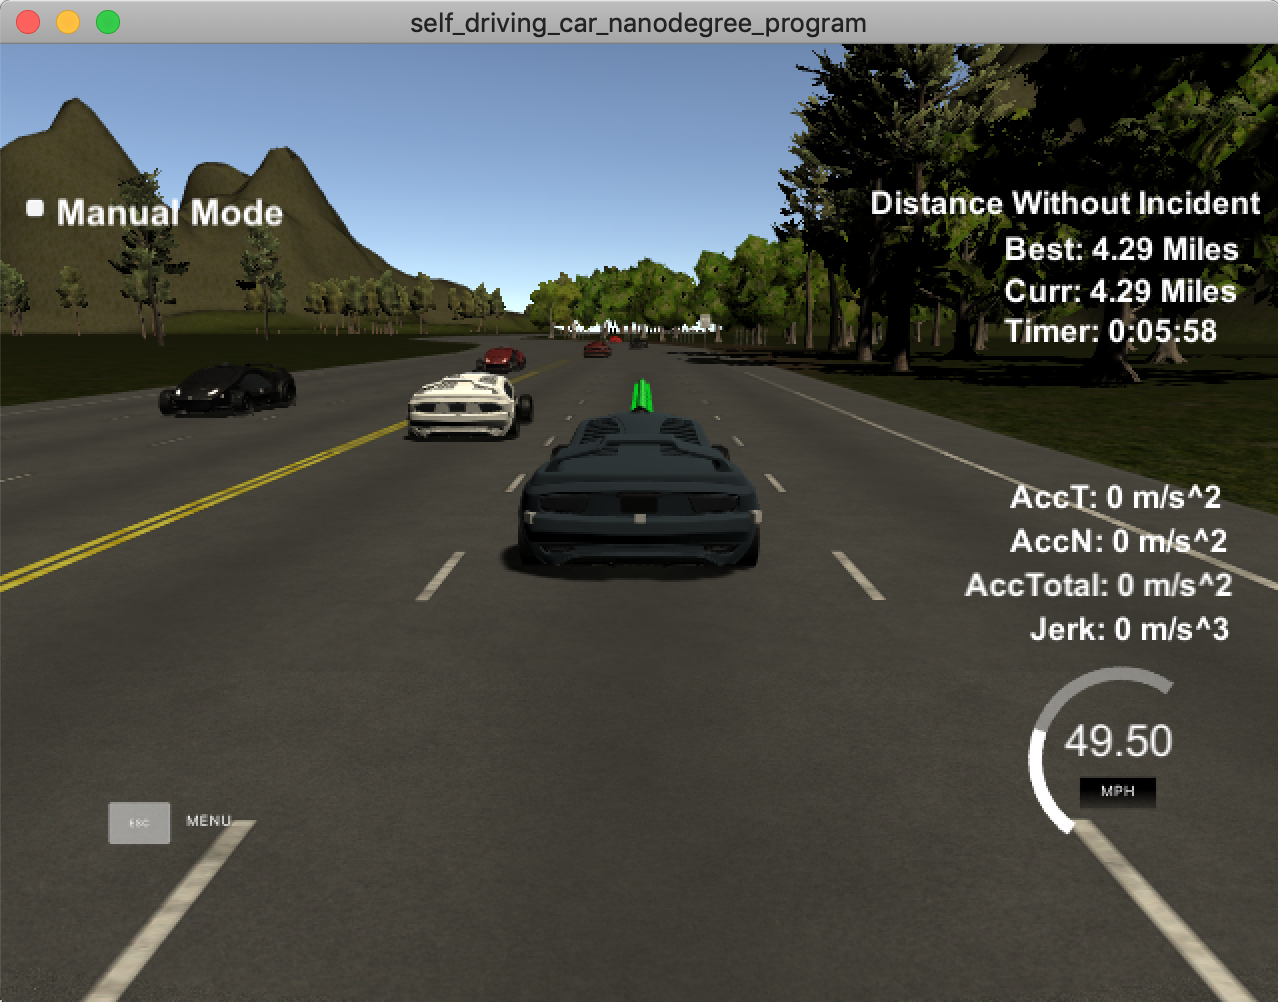 self_driving_car_nanodegree_program
Manual Mode
Distance Without Incident
Best: 4.29 Miles
Curr: 4.29 Miles
Timer: 0:05:58
AccT: 0 m/s^2
AccN: 0 m/s^2
AccTotal: 0 m/s^2
Jerk: 0 m/s^3
49.50
MPH
ESC MENU